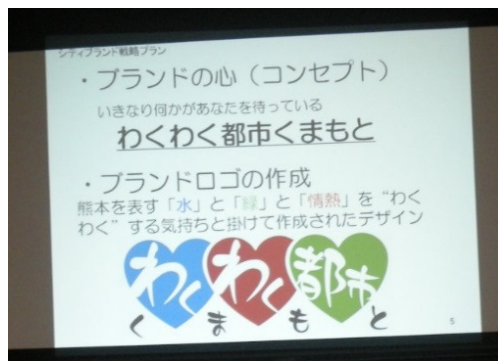 シティブランド戦略プラン
・ブランドの心(コンセプト)
いきなり何かがあなたを待っている
わくわく都市くまもと
・ブランドロゴの作成
熊本を表す「水」と「緑」と「情熱」を“わく
わく”する気持ちと掛けて作成されたデザイン
わく わく 都市
くまもと
5